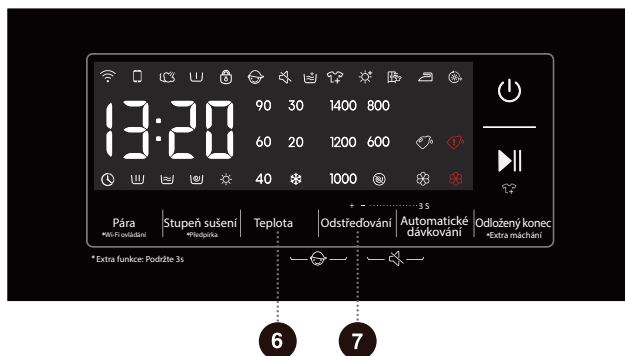 90 30 1400 800
13:20
60 20 1200 600
40 1000
+ - 3 S
Pára Stupeň sušení Teplota Odstřeďování Automatické dávkování Odložený konec
*Wi-Fi ovládání *Předpírka *Extra máchání
*Extra funkce: Podržte 3s
6 7